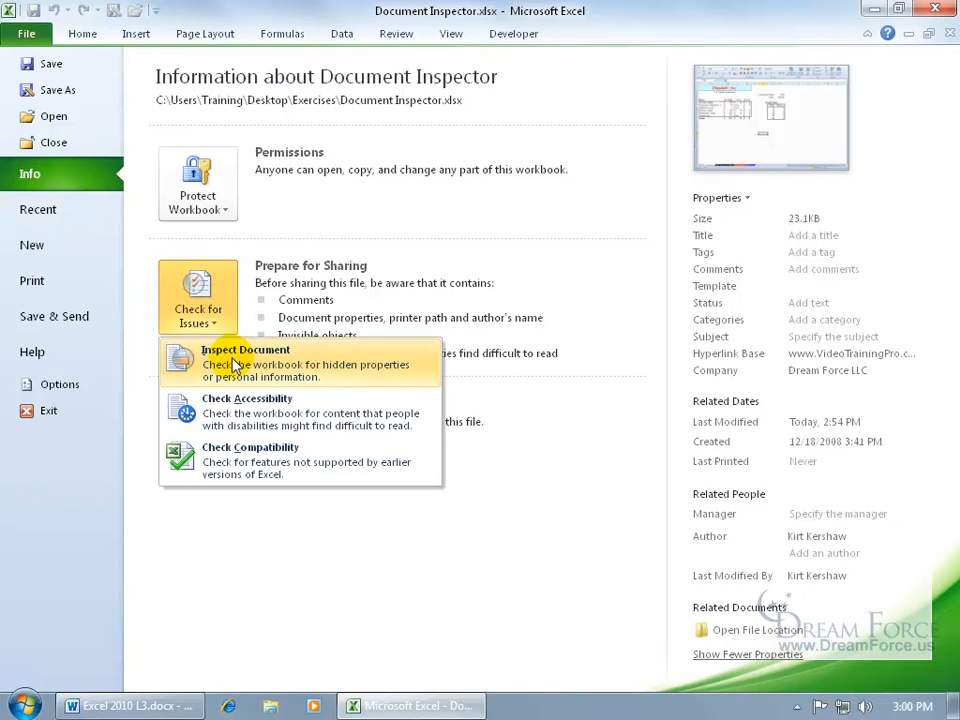 Document Inspector.xlsx - Microsoft Excel
File Home Insert Page Layout Formulas Data Review View Developer
Save
Save As
Open
Close
Info
Recent
New
Print
Save & Send
Help
Options
Exit
Information about Document Inspector
C:\Users\Training\Desktop\Exercises\Document Inspector.xlsx
Protect
Workbook
Permissions
Anyone can open, copy, and change any part of this workbook.
Check for
Issues
Prepare for Sharing
Before sharing this file, be aware that it contains:
Comments
Document properties, printer path and author's name
Invisible objects
ies find difficult to read
Inspect Document
Check the workbook for hidden properties
or personal information.
Check Accessibility
Check the workbook for content that people
with disabilities might find difficult to read.
Check Compatibility
Check for features not supported by earlier
versions of Excel.
this file.
Properties
Size 23.1KB
Title Add a title
Tags Add a tag
Comments Add comments
Template
Status Add text
Categories Add a category
Subject Specify the subject
Hyperlink Base www.VideoTrainingPro.c...
Company Dream Force LLC
Related Dates
Last Modified Today, 2:54 PM
Created 12/18/2008 3:41 PM
Last Printed Never
Related People
Manager Specify the manager
Author Kirt Kershaw
Add an author
Last Modified By Kirt Kershaw
Related Documents
Open File Location
Show Fewer Properties
DREAM FORCE
www.DreamForce.us
Excel 2010 L3.docx - ...
Microsoft Excel - Do...
3:00 PM